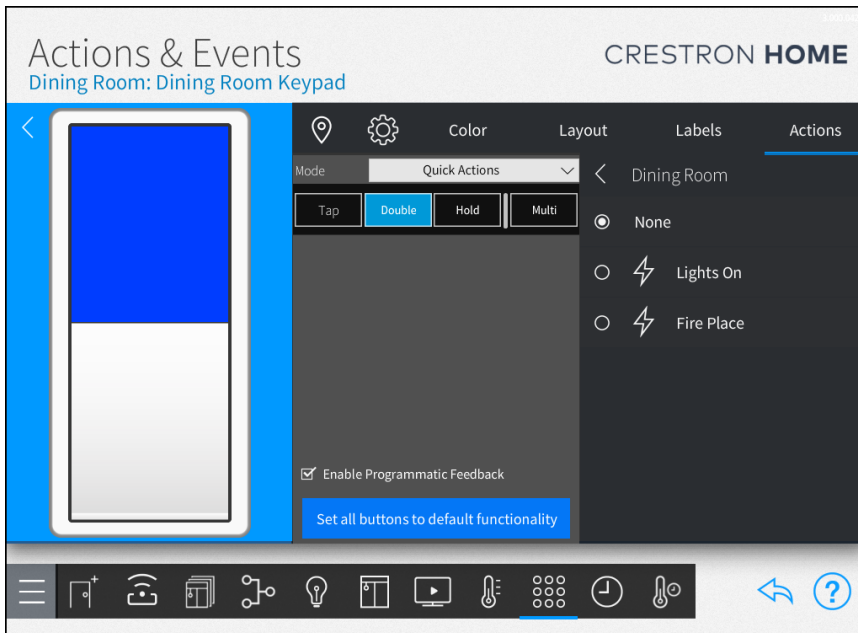 Actions & Events
Dining Room: Dining Room Keypad
CRESTRON HOME
Color
Layout
Labels
Actions
Mode
Quick Actions
Dining Room
Tap
Double
Hold
Multi
None
Lights On
Fire Place
Enable Programmatic Feedback
Set all buttons to default functionality
?